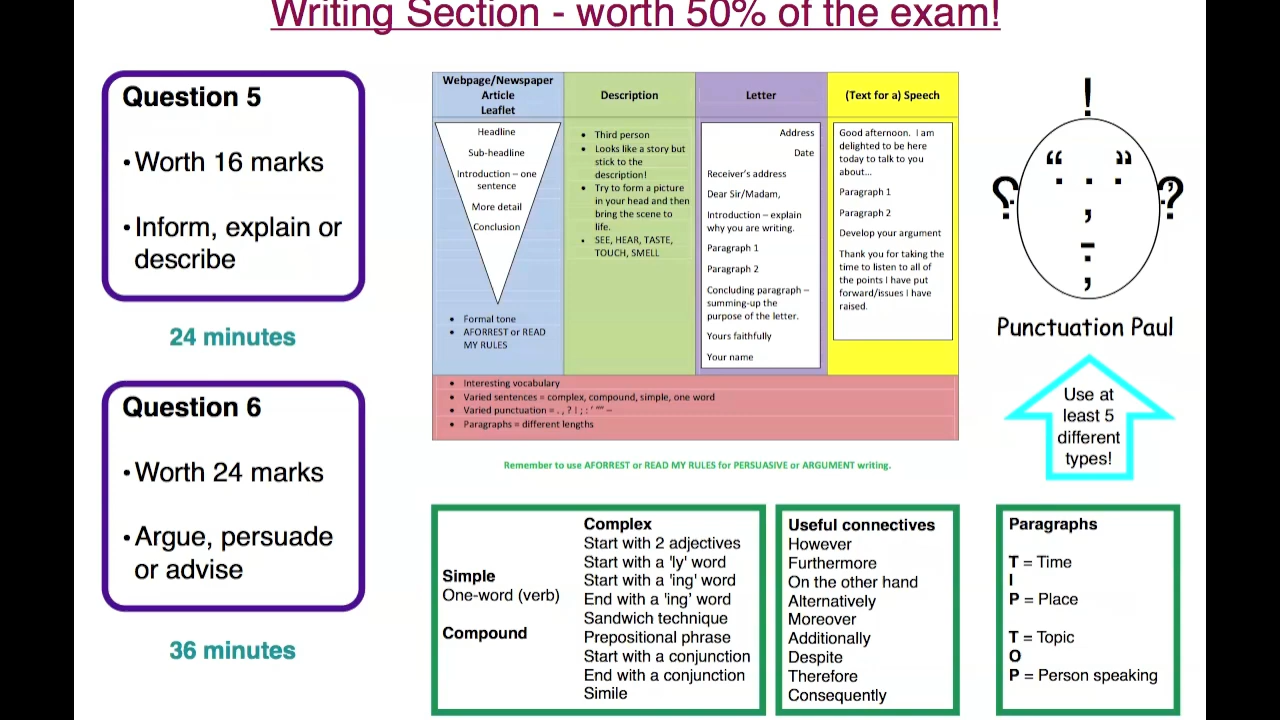 Writing Section - worth 50% of the exam!
Question 5
• Worth 16 marks
• Inform, explain or
describe
24 minutes
Question 6
• Worth 24 marks
• Argue, persuade
or advise
36 minutes
Webpage/Newspaper
Article
Leaflet
Headline
Sub-headline
Introduction – one
sentence
More detail
Conclusion
• Formal tone
• AFORREST or READ
MY RULES
Description
• Third person
• Looks like a story but
stick to the
description!
• Try to form a picture
in your head and then
bring the scene to
life.
• SEE, HEAR, TASTE,
TOUCH, SMELL
Letter
Address
Date
Receiver's address
Dear Sir/Madam,
Introduction – explain
why you are writing.
Paragraph 1
Paragraph 2
Concluding paragraph –
summing-up the
purpose of the letter.
Yours faithfully
Your name
(Text for a) Speech
Good afternoon.  I am
delighted to be here
today to talk to you
about...
Paragraph 1
Paragraph 2
Develop your argument
Thank you for taking the
time to listen to all of
the points I have put
forward/issues I have
raised.
• Interesting vocabulary
• Varied sentences = complex, compound, simple, one word
• Varied punctuation = . , ? ! ; : ' "" –
• Paragraphs = different lengths
Remember to use AFORREST or READ MY RULES for PERSUASIVE or ARGUMENT writing.
!
“ ”
. . .
? ?
,
-
:
,
Punctuation Paul
Use at
least 5
different
types!
Simple
One-word (verb)
Compound
Complex
Start with 2 adjectives
Start with a 'ly' word
Start with a 'ing' word
End with a 'ing' word
Sandwich technique
Prepositional phrase
Start with a conjunction
End with a conjunction
Simile
Useful connectives
However
Furthermore
On the other hand
Alternatively
Moreover
Additionally
Despite
Therefore
Consequently
Paragraphs
T = Time
I
P = Place
T = Topic
O
P = Person speaking